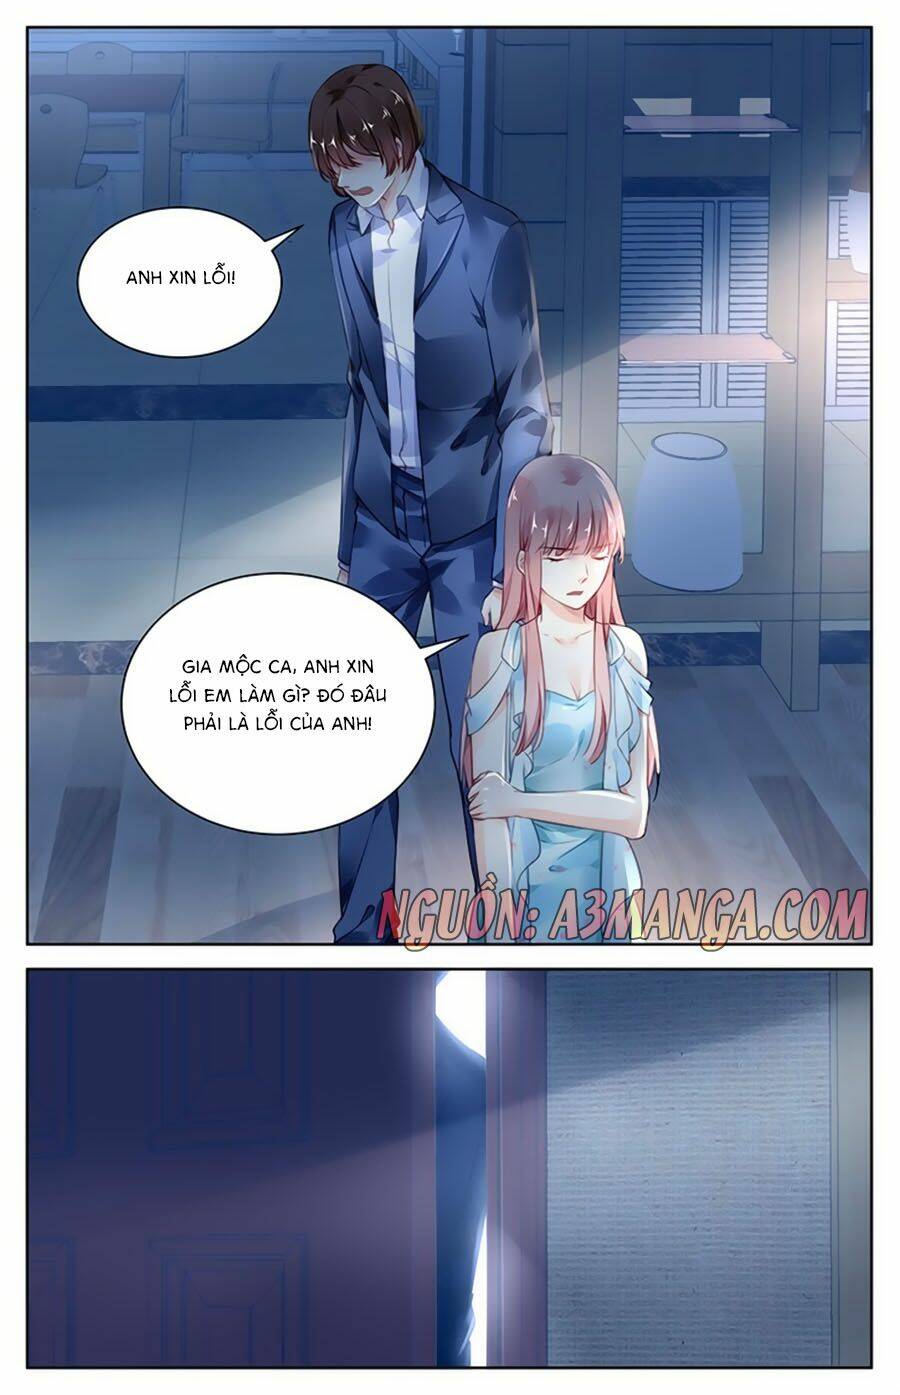 ANH XIN LỖI!
GIA MỘC CA, ANH XIN
LỖI EM LÀM GÌ? ĐÓ ĐÂU
PHẢI LÀ LỖI CỦA ANH!
NGUỒN: A3MANGA.COM